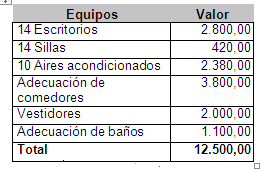 Equipos Valor
14 Escritorios 2.800,00
14 Sillas 420,00
10 Aires acondicionados 2.380,00
Adecuación de 3.800,00
comedores
Vestidores 2.000,00
Adecuación de baños 1.100,00
Total 12.500,00